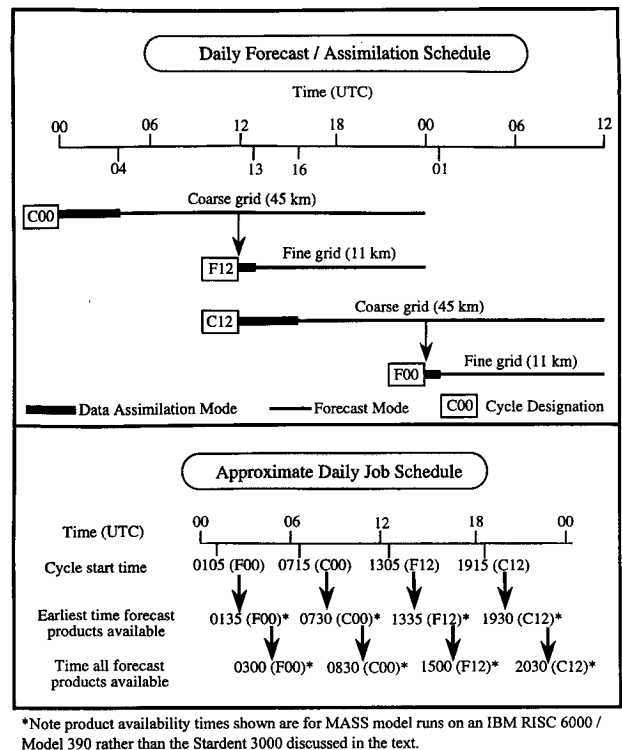 Daily Forecast / Assimilation Schedule
Time (UTC)
00 06 12 18 00 06 12
04 13 16 01
Coarse grid (45 km)
C00
Fine grid (11 km)
F12
Coarse grid (45 km)
C12
Fine grid (11 km)
F00
Data Assimilation Mode Forecast Mode C00 Cycle Designation
Approximate Daily Job Schedule
00 06 12 18 00
Time (UTC)
Cycle start time 0105 (F00) 0715 (C00) 1305 (F12) 1915 (C12)
Earliest time forecast
products available 0135 (F00)* 0730 (C00)* 1335 (F12)* 1930 (C12)*
Time all forecast
products available 0300 (F00)* 0830 (C00)* 1500 (F12)* 2030 (C12)*
*Note product availability times shown are for MASS model runs on an IBM RISC 6000 /
Model 390 rather than the Stardent 3000 discussed in the text.